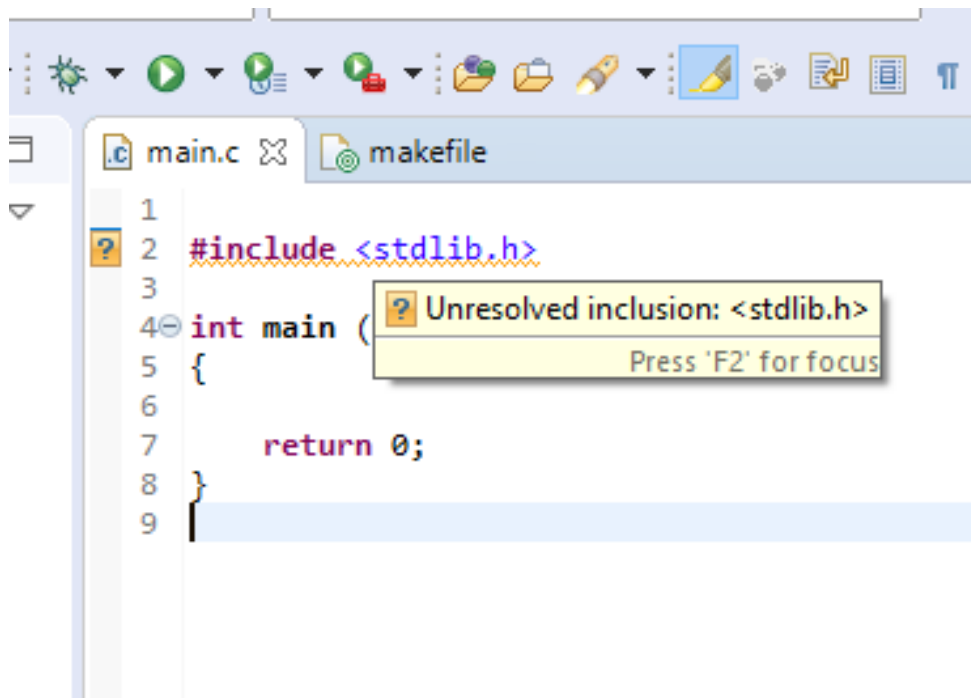 main.c makefile
1
2 #include <stdlib.h>
? Unresolved inclusion: <stdlib.h>
Press 'F2' for focus
3
4 int main (
5 {
6
7 return 0;
8 }
9